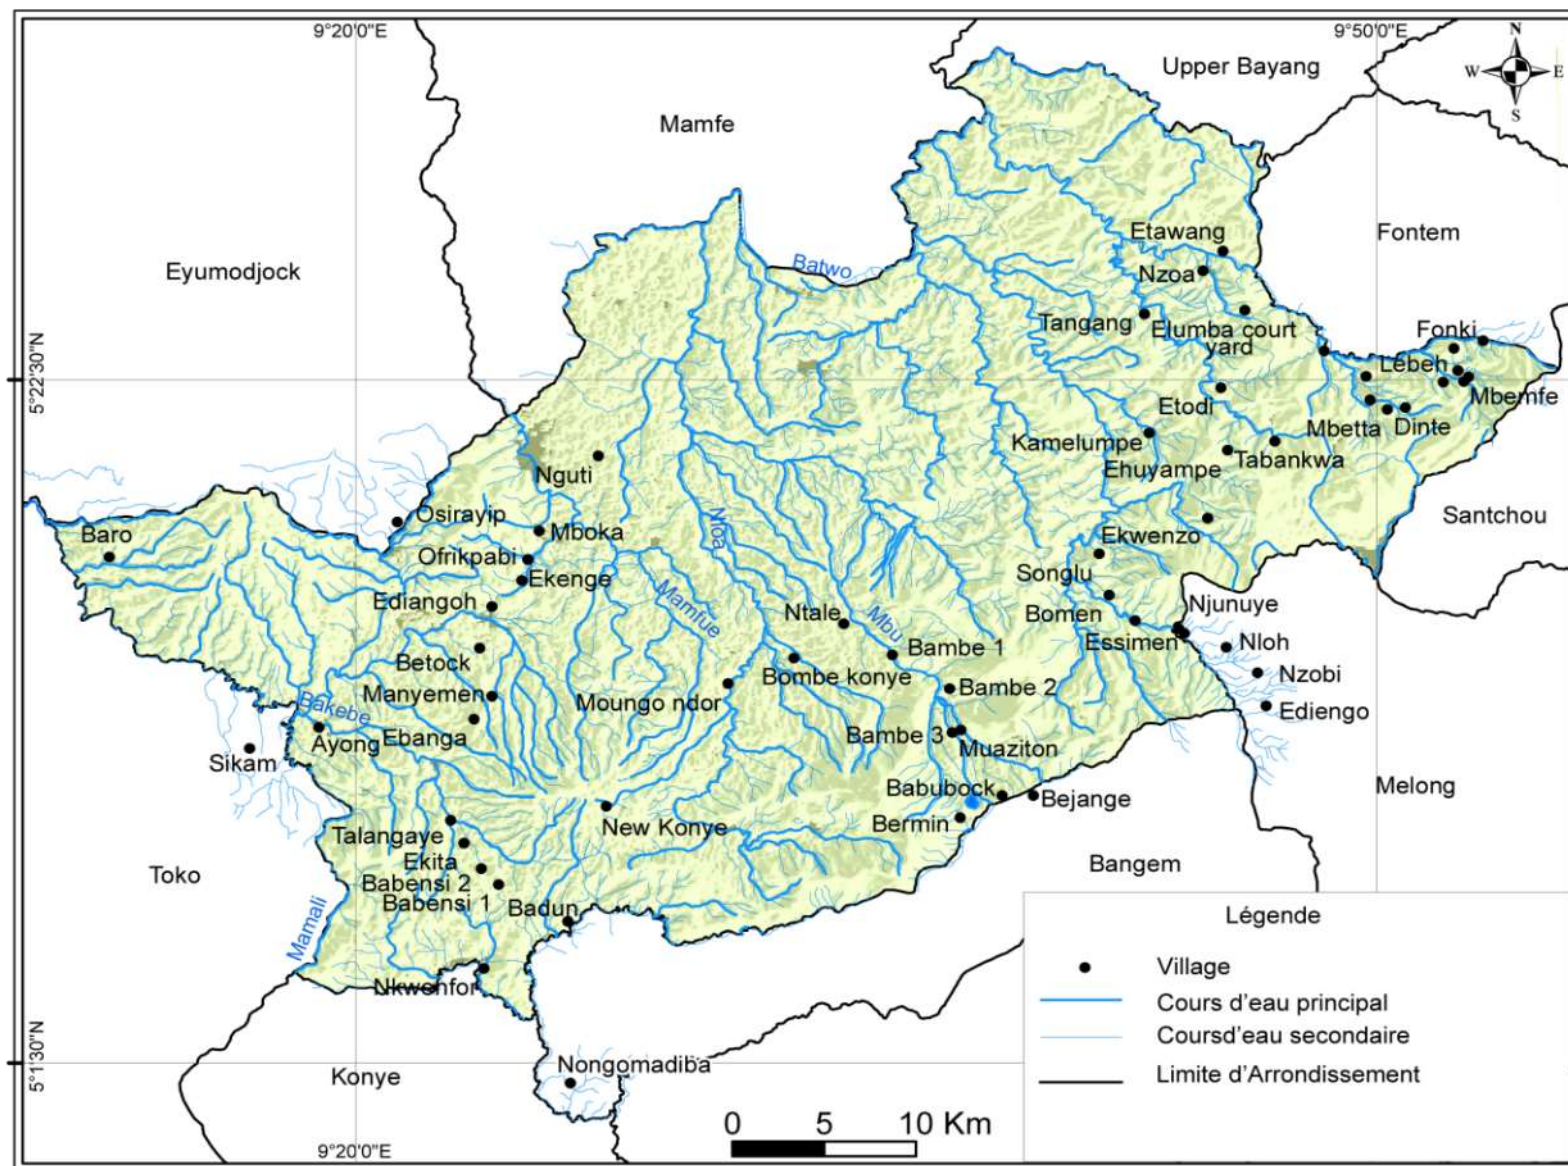 9°20'0"E
9°50'0"E
N
W
E
S
Upper Bayang
Mamfe
Etawang
Fontem
Batwo
Eyumodjock
Nzoa
Tangang
Elumba court
yard
Fonki
5°22'30"N
Lebeh
Etodi
Mbemfe
Mbetta
Dinte
Kamelumpe
Ehuyampe
Tabankwa
Nguti
Osirayip
Santchou
Baro
Mboka
Nfoa
Ekwenzo
Ofrikpabi
Songlu
Ekenge
Mamfue
Ediangoh
Ntale
Mbu
Bomen
Njunuye
Essimen
Nloh
Bambe 1
Betock
Bombe konye
Nzobi
Manyemen
Moungo ndor
Bambe 2
Bakebe
Ediengo
Ayong
Ebanga
Bambe 3
Muaziton
Sikam
Babubock
Bejange
Melong
Talangaye
New Konye
Bermin
Ekita
Bangem
Toko
Babensi 2
Babensi 1
Badun
Légende
Mamali
Village
Nkwenfor
Cours d'eau principal
Coursd'eau secondaire
5°1'30"N
Nongomadiba
Konye
Limite d'Arrondissement
0 5 10 Km
9°20'0"E